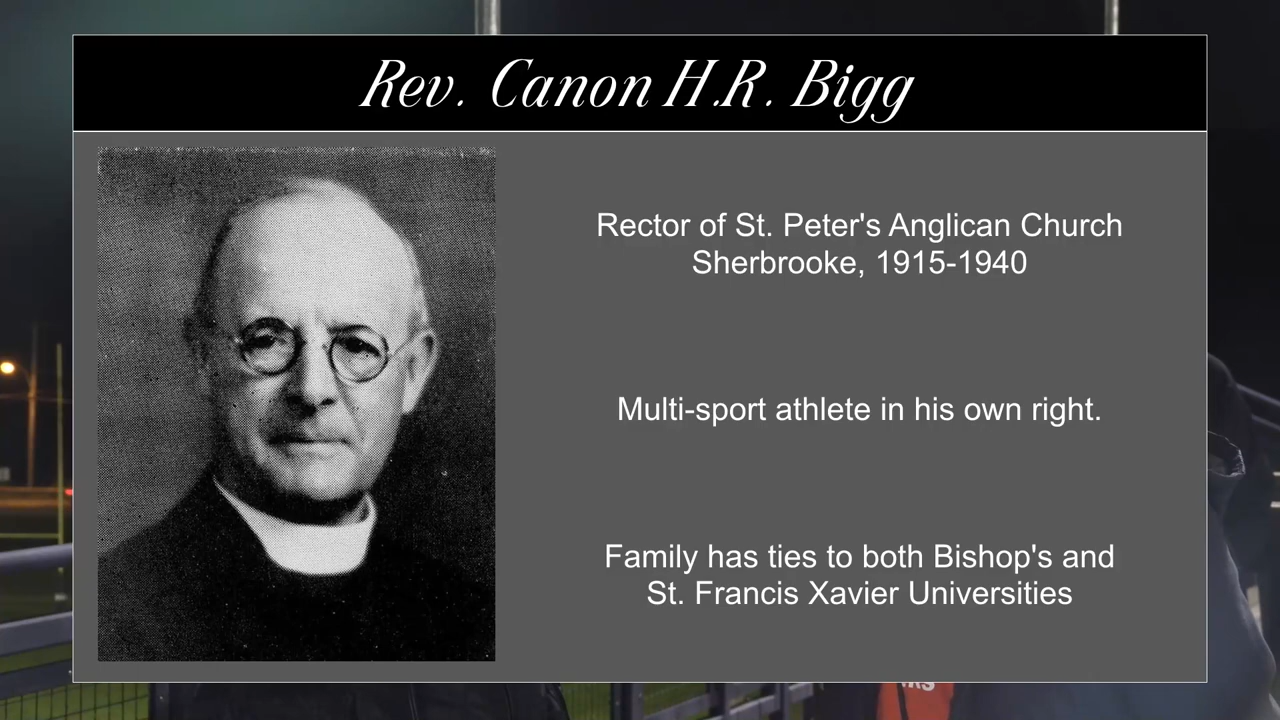 Rev. Canon H.R. Bigg
Rector of St. Peter's Anglican Church
Sherbrooke, 1915-1940
Multi-sport athlete in his own right.
Family has ties to both Bishop's and
St. Francis Xavier Universities